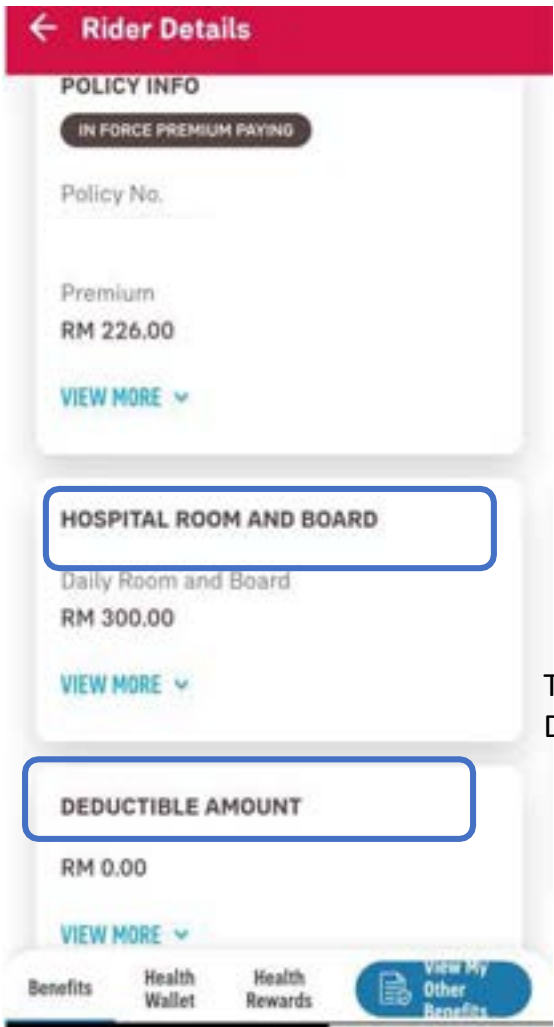 Rider Details
POLICY INFO
IN FORCE PREMIUM PAYING
Policy No.
Premium
RM 226.00
VIEW MORE
HOSPITAL ROOM AND BOARD
Daily Room and Board
RM 300.00
VIEW MORE
T
D
DEDUCTIBLE AMOUNT
RM 0.00
VIEW MORE
Benefits
Health
Wallet
Health
Rewards
View My
Other
Benefits